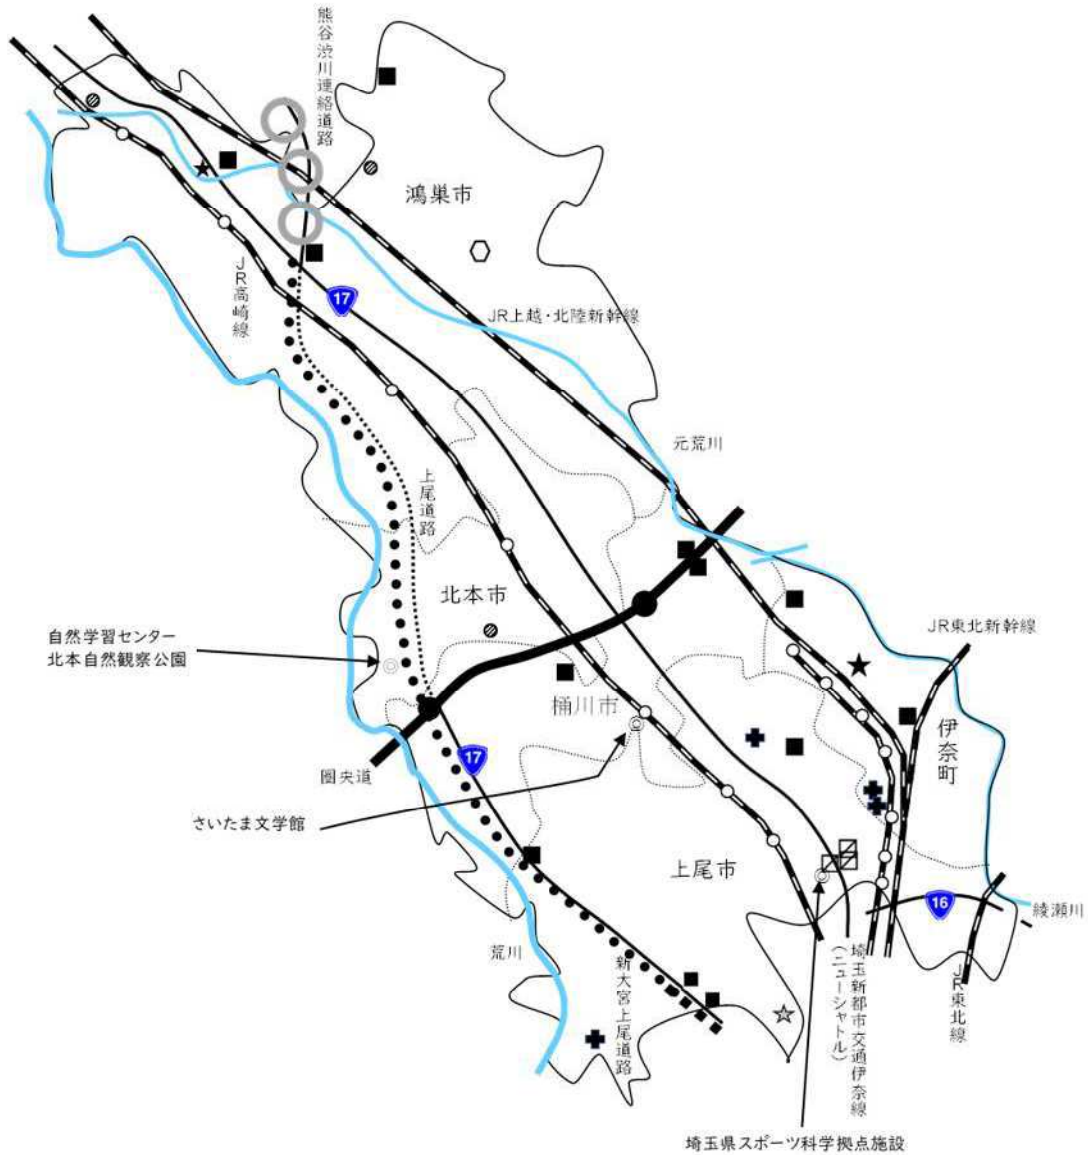 熊谷渋川連絡道路
鴻巣市
JR高崎線
17
JR上越・北陸新幹線
元荒川
上尾道路
北本市
自然学習センター
北本自然観察公園
JR東北新幹線
桶川市
伊奈町
17
圏央道
さいたま文学館
上尾市
16
綾瀬川
荒川
新大宮上尾道路
埼玉新都市交通伊奈線
(ニューシャトル)
JR東北線
埼玉県スポーツ科学拠点施設